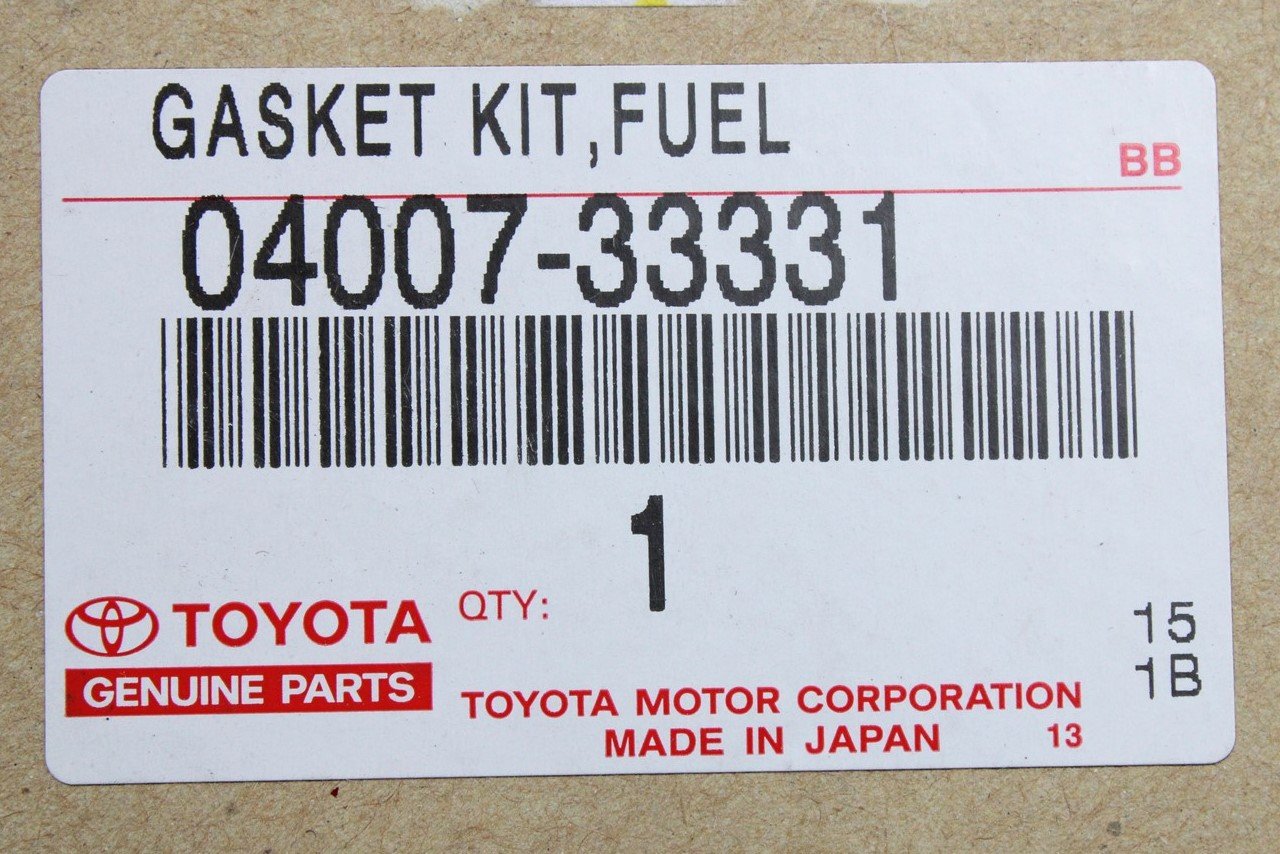 GASKET KIT,FUEL
BB
04007-33331
1
QTY:
TOYOTA
GENUINE PARTS
15
1B
TOYOTA MOTOR CORPORATION
MADE IN JAPAN 13